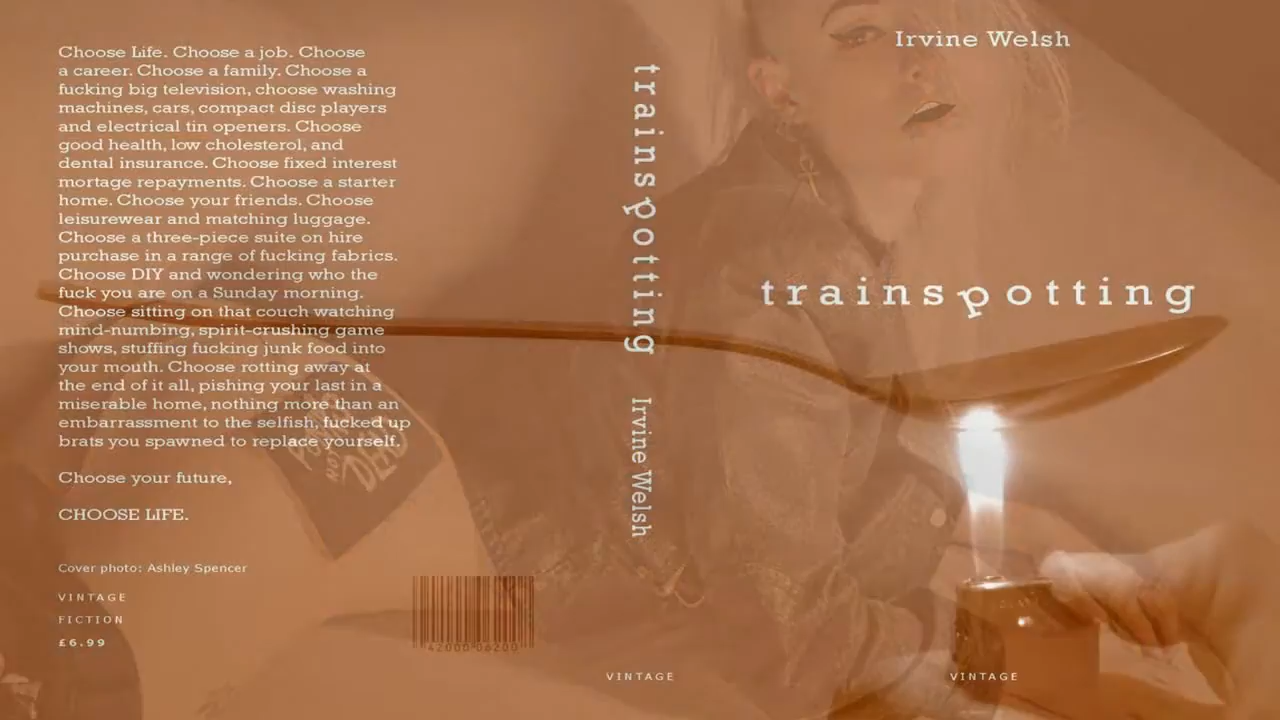 Choose Life. Choose a job. Choose
a career. Choose a family. Choose a
fucking big television, choose washing
machines, cars, compact disc players
and electrical tin openers. Choose
good health, low cholesterol, and
dental insurance. Choose fixed interest
mortage repayments. Choose a starter
home. Choose your friends. Choose
leisurewear and matching luggage.
Choose a three-piece suite on hire
purchase in a range of fucking fabrics.
Choose DIY and wondering who the
fuck you are on a Sunday morning.
Choose sitting on that couch watching
mind-numbing, spirit-crushing game
shows, stuffing fucking junk food into
your mouth. Choose rotting away at
the end of it all, pishing your last in a
miserable home, nothing more than an
embarrassment to the selfish, fucked up
brats you spawned to replace yourself.
Choose your future,
CHOOSE LIFE.
Cover photo: Ashley Spencer
VINTAGE
FICTION
£6.99
42000 06200
trainspotting
Irvine Welsh
VINTAGE
Irvine Welsh
trainspotting
VINTAGE